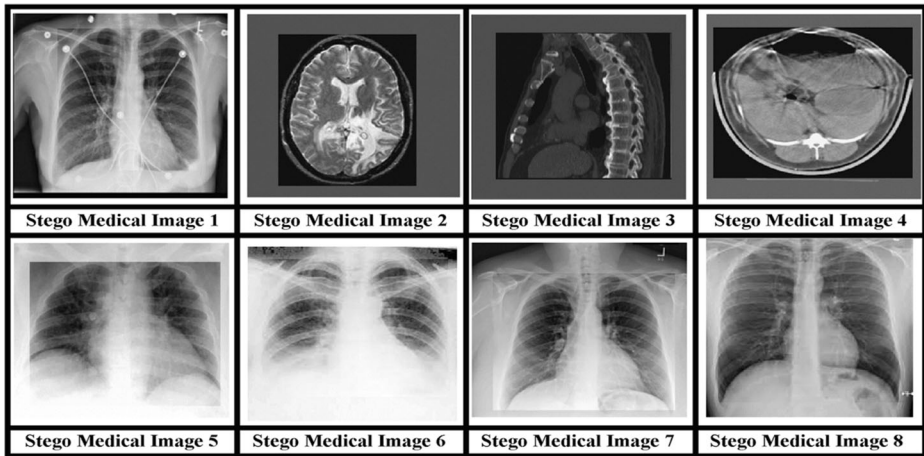 Stego Medical Image 1
Stego Medical Image 2
Stego Medical Image 3
Stego Medical Image 4
Stego Medical Image 5
Stego Medical Image 6
Stego Medical Image 7
Stego Medical Image 8